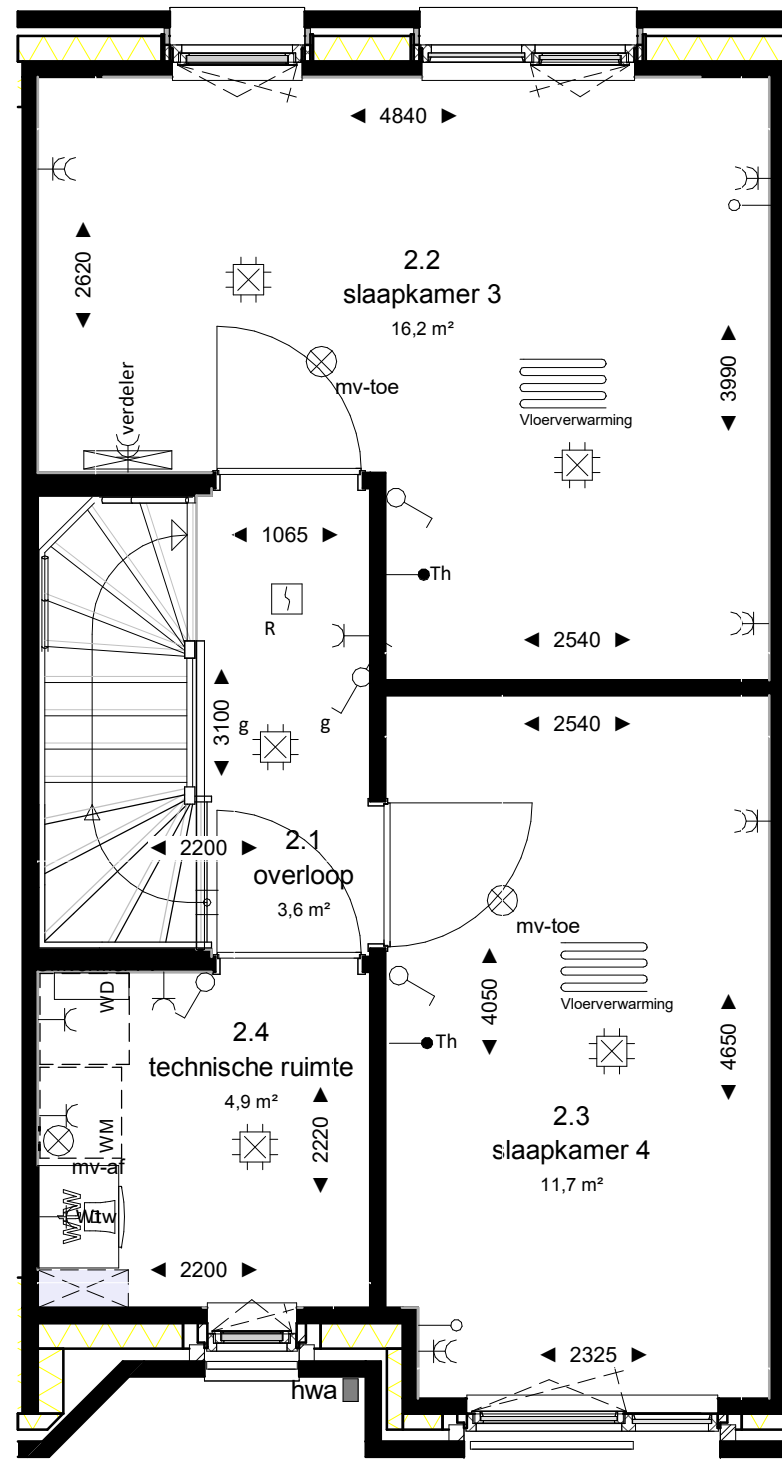 4840
2620
2.2
slaapkamer 3
16,2 m²
3990
verdeler
mv-toe
Vloerverwarming
1065
Th
R
2540
3100
g
g
2540
2200
2.1
overloop
3,6 m²
mv-toe
Vloerverwarming
4050
4650
Th
WD
2.4
technische ruimte
4,9 m²
2220
WM
mv-af
Wtw
2.3
slaapkamer 4
11,7 m²
2200
2325
hwa